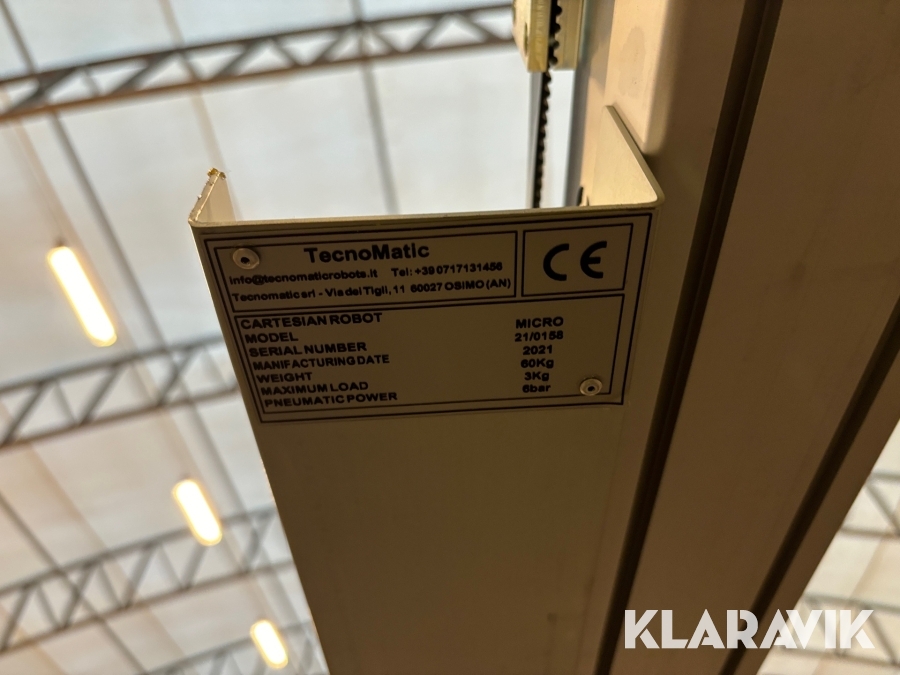 TecnoMatic
info@tecnomaticrobots.it Tel: +39 0717131456
Tecnomatic srl - Via dei Tigli, 11 60027 OSIMO (AN)
CE
CARTESIAN ROBOT
MODEL MICRO
SERIAL NUMBER 21/0158
MANIFACTURING DATE 2021
WEIGHT 60Kg
MAXIMUM LOAD 3Kg
PNEUMATIC POWER 6bar
KLARAVIK